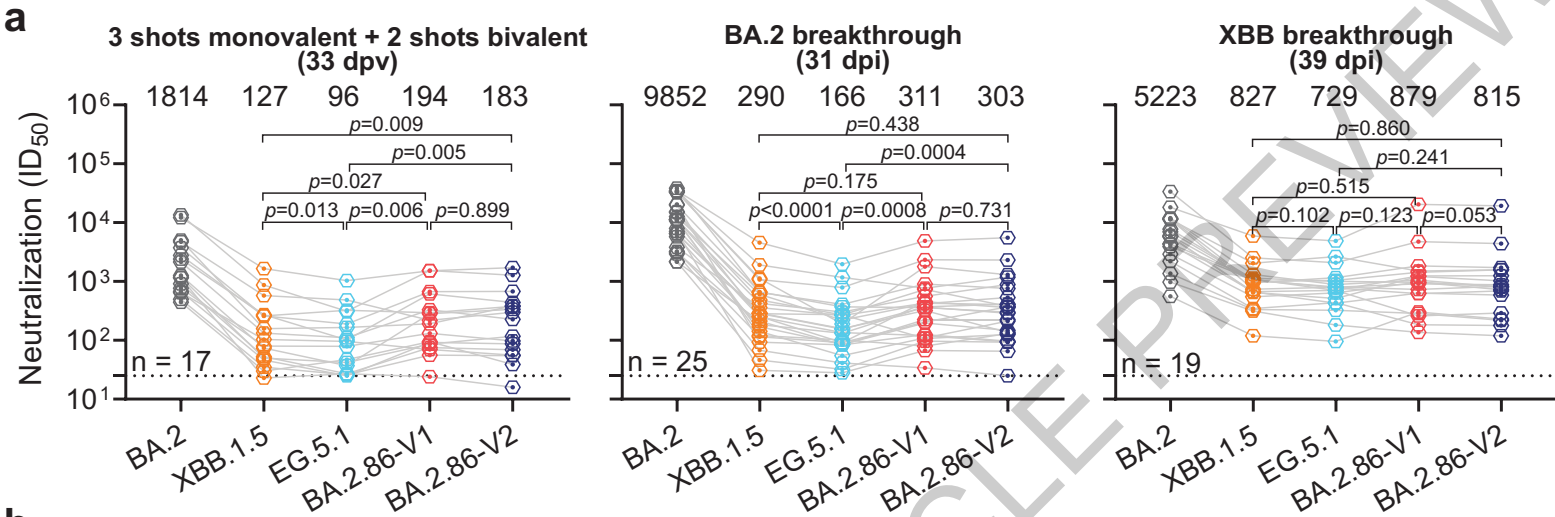 a
3 shots monovalent + 2 shots bivalent
(33 dpv)
1814 127 96 194 183
Neutralization (ID50)
10^6
10^5
10^4
10^3
10^2
10^1
p=0.009
p=0.005
p=0.027
p=0.013 p=0.006 p=0.899
n = 17
BA.2 XBB.1.5 EG.5.1 BA.2.86-V1 BA.2.86-V2
BA.2 breakthrough
(31 dpi)
9852 290 166 311 303
p=0.438
p=0.0004
p=0.175
p<0.0001 p=0.0008 p=0.731
n = 25
BA.2 XBB.1.5 EG.5.1 BA.2.86-V1 BA.2.86-V2
XBB breakthrough
(39 dpi)
5223 827 729 879 815
p=0.860
p=0.241
p=0.515
p=0.102 p=0.123 p=0.053
n = 19
BA.2 XBB.1.5 EG.5.1 BA.2.86-V1 BA.2.86-V2
CLE PREVIEW